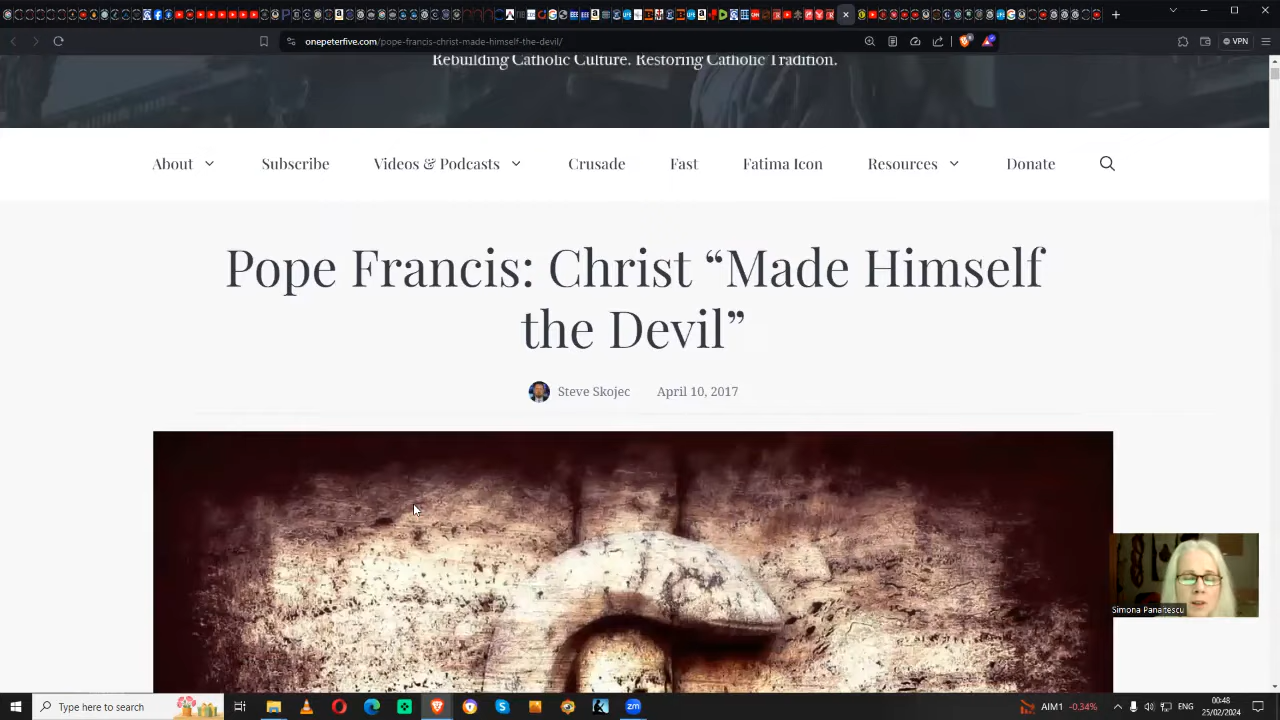 onepeterfive.com/pope-francis-christ-made-himself-the-devil/
VPN
Rebuilding Catholic Culture. Restoring Catholic Tradition.
About
Subscribe
Videos & Podcasts
Crusade
Fast
Fatima Icon
Resources
Donate
Pope Francis: Christ “Made Himself
the Devil”
Steve Skojec
April 10, 2017
Simona Panaitescu
Type here to search
AIM1 -0.34%
ENG
00:48
25/02/2024